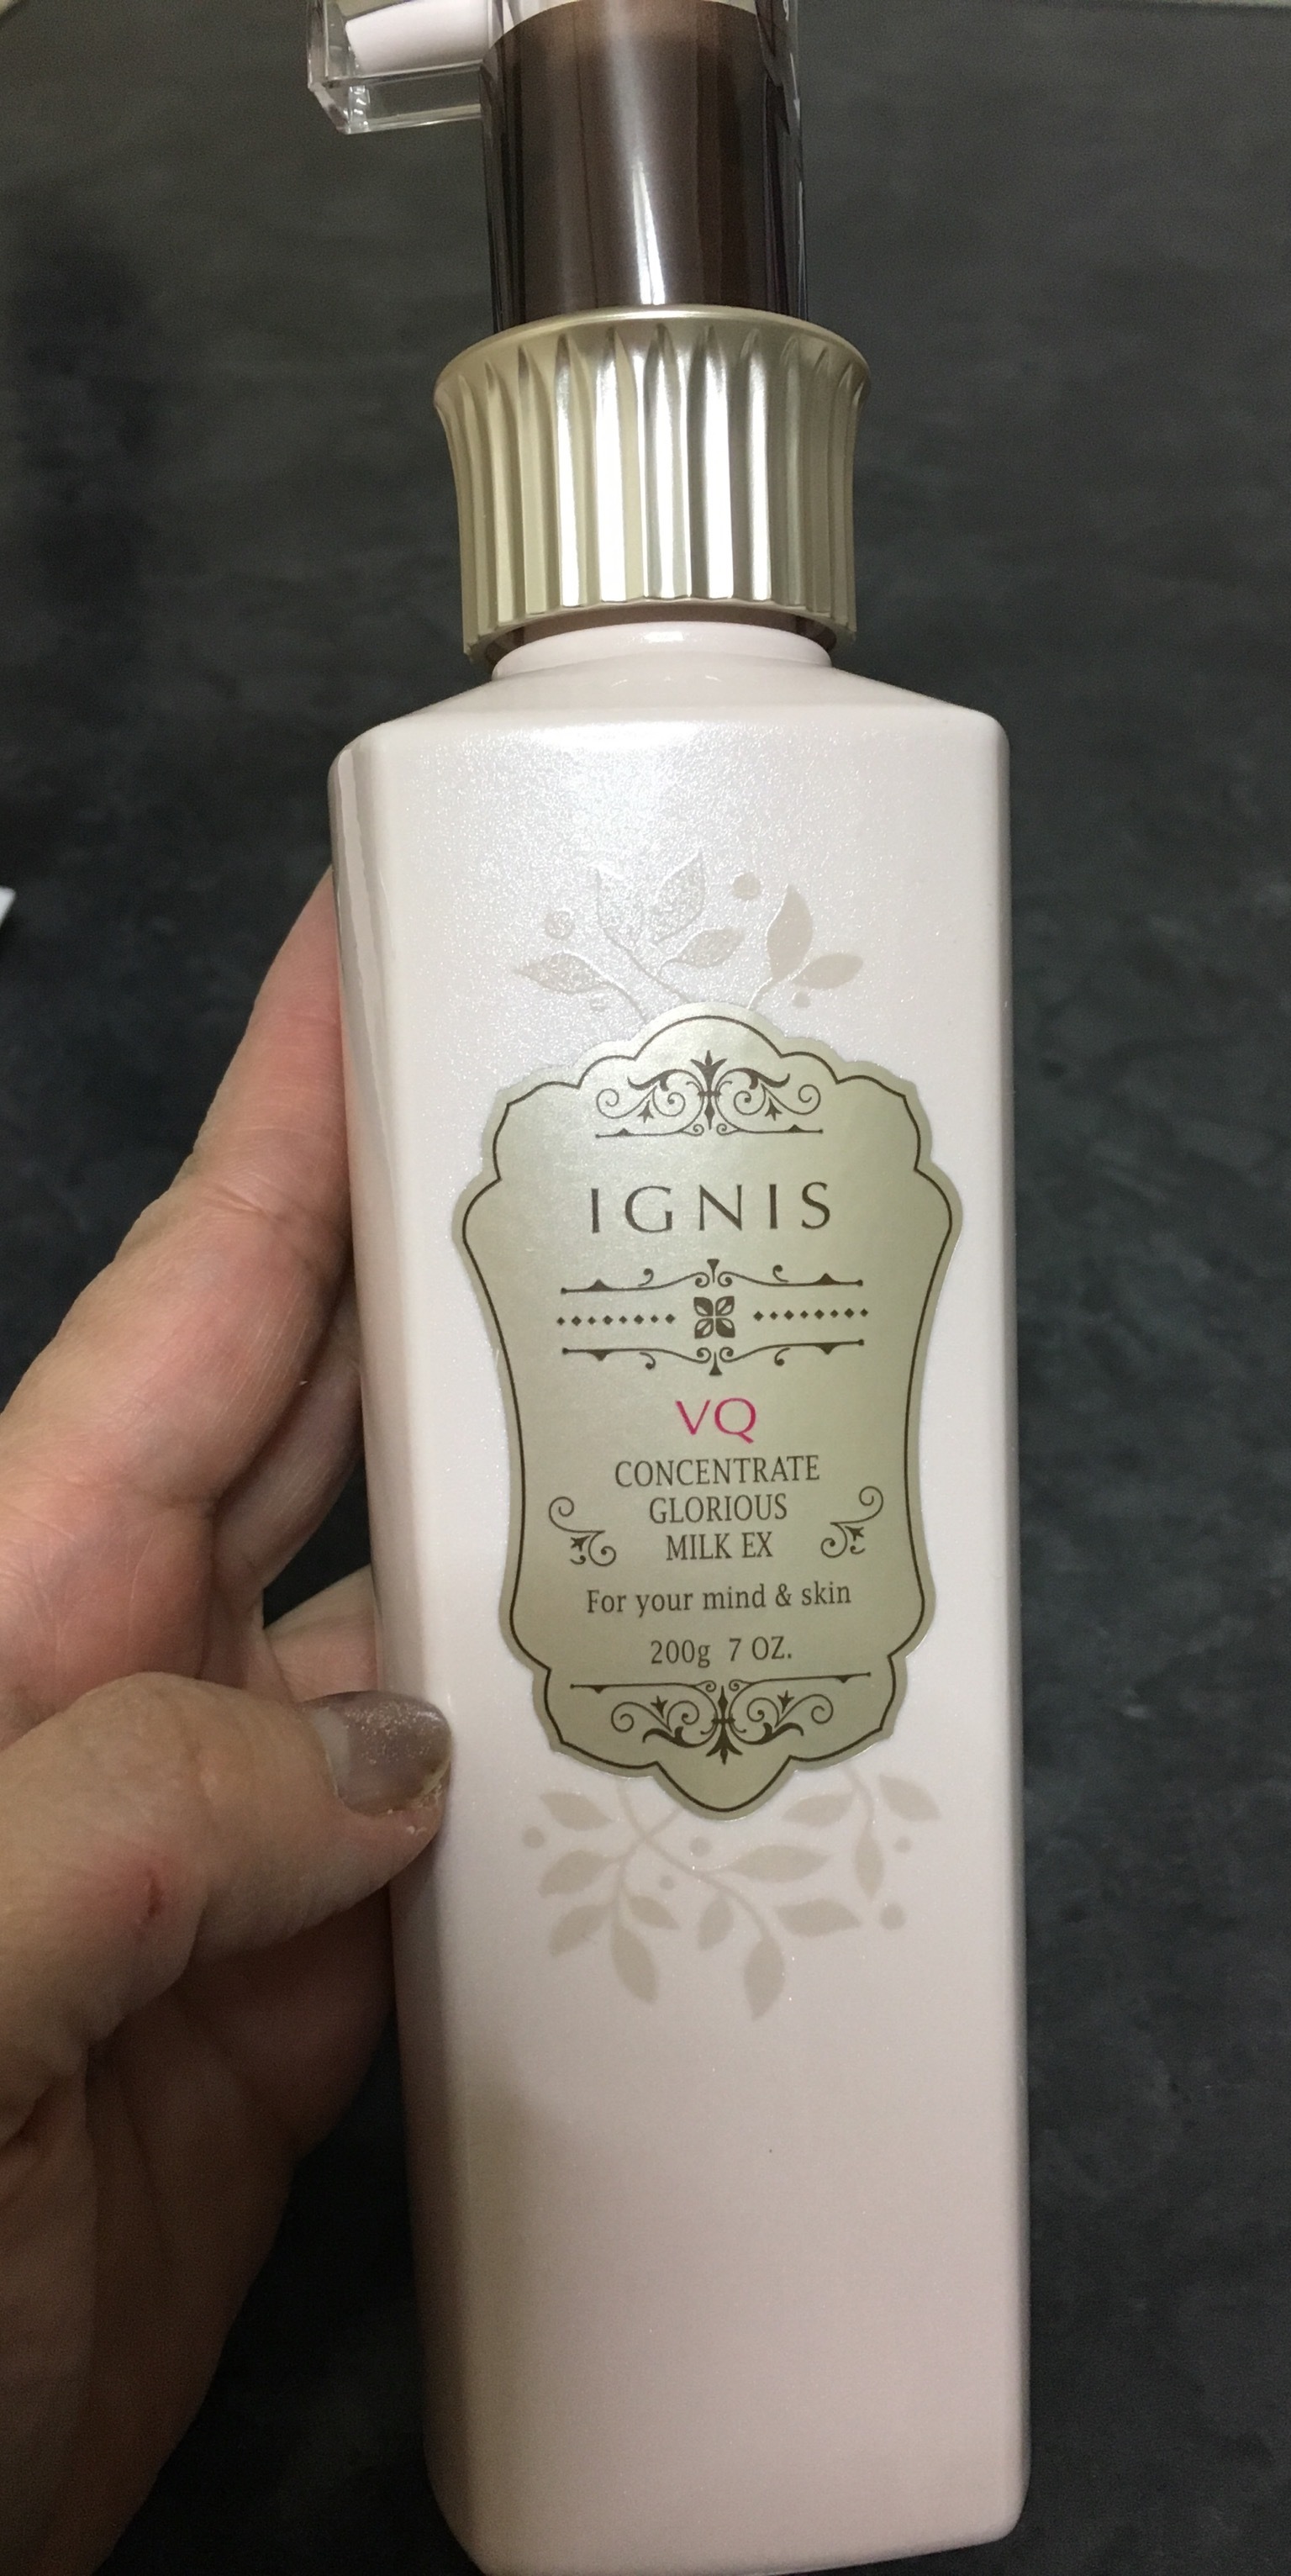 IGNIS
VQ
CONCENTRATE
GLORIOUS
MILK EX
For your mind & skin
200g 7 OZ.